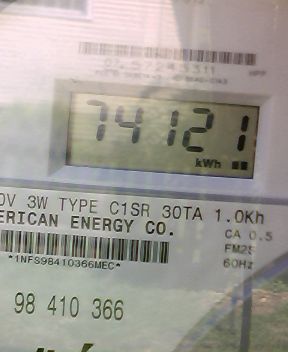 74121
kWh
0V 3W TYPE C1SR 30TA 1.0Kh
ERICAN ENERGY CO.
CA 0.5
FM2S
60Hz
*1NFS98410366MEC*
98 410 366